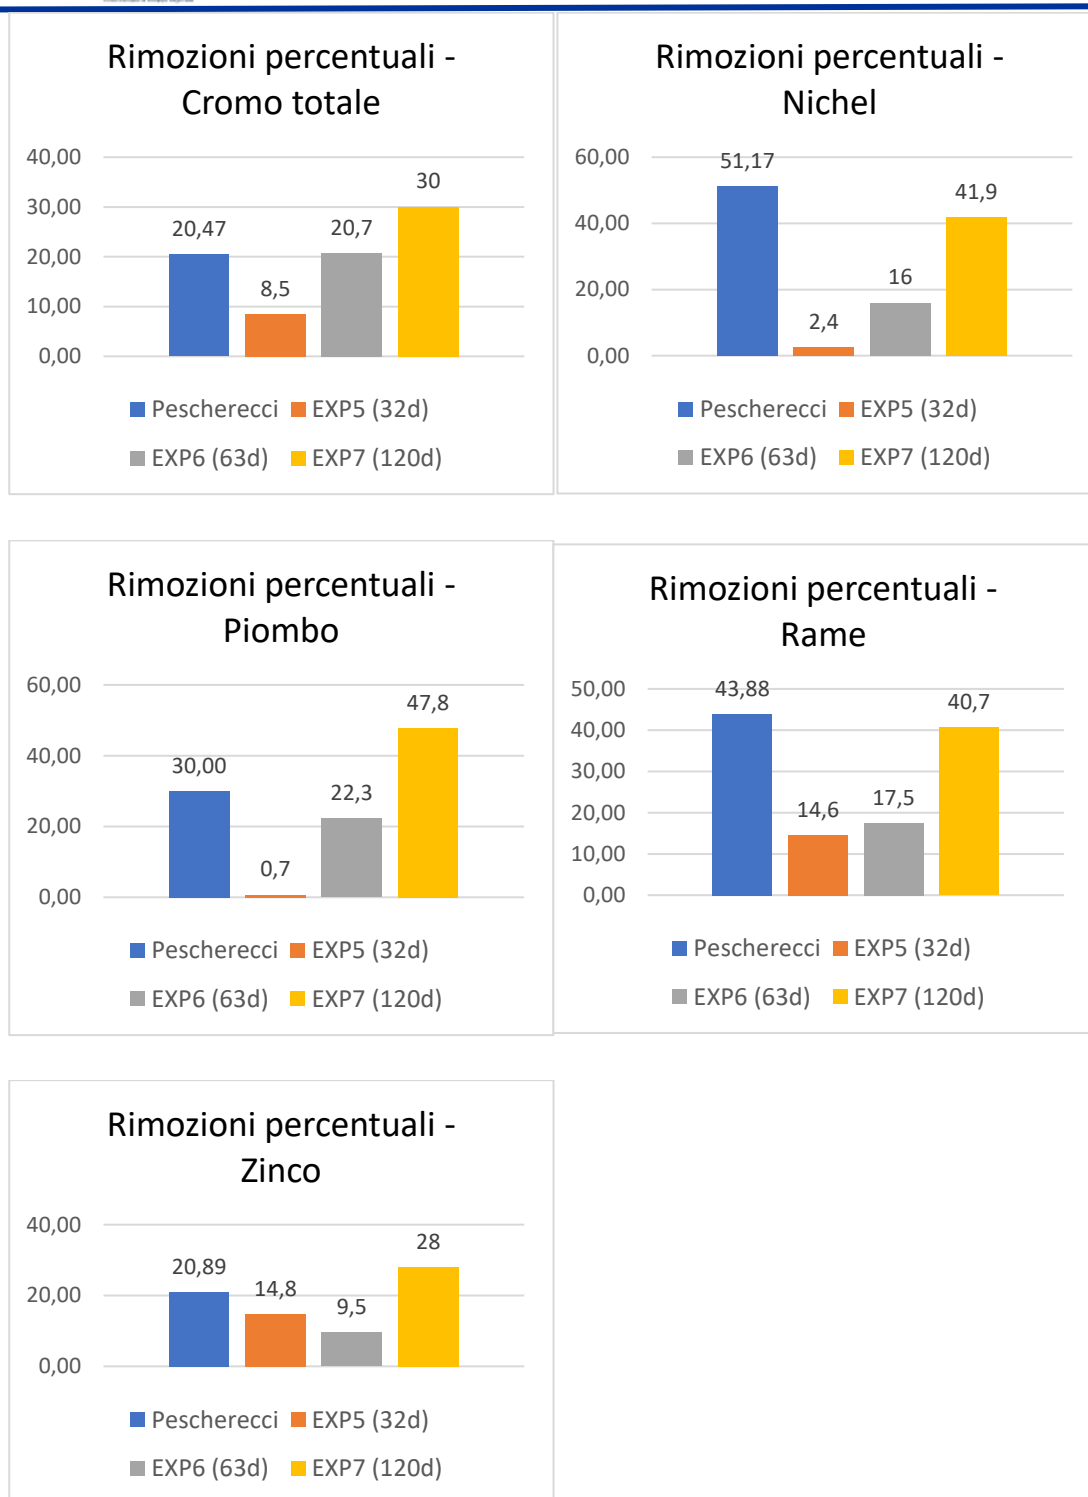 Rimozioni percentuali -
Cromo totale
40,00
30,00
20,00
10,00
0,00
20,47
8,5
20,7
30
Pescherecci EXP5 (32d)
EXP6 (63d) EXP7 (120d)
Rimozioni percentuali -
Nichel
60,00
40,00
20,00
0,00
51,17
2,4
16
41,9
Pescherecci EXP5 (32d)
EXP6 (63d) EXP7 (120d)
Rimozioni percentuali -
Piombo
60,00
40,00
20,00
0,00
30,00
0,7
22,3
47,8
Pescherecci EXP5 (32d)
EXP6 (63d) EXP7 (120d)
Rimozioni percentuali -
Rame
50,00
40,00
30,00
20,00
10,00
0,00
43,88
14,6
17,5
40,7
Pescherecci EXP5 (32d)
EXP6 (63d) EXP7 (120d)
Rimozioni percentuali -
Zinco
40,00
20,00
0,00
20,89
14,8
9,5
28
Pescherecci EXP5 (32d)
EXP6 (63d) EXP7 (120d)